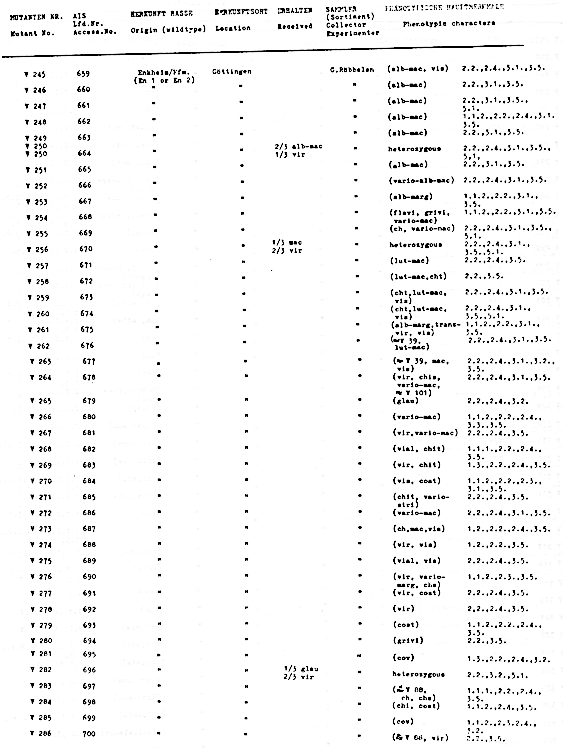 MUTANTEN NR. AIS HERKUNFT RASSE HERKUNFTSORT ERHALTEN SAMMLER
Lfd.Nr. (Sortiment)
Mutant No. Access.No. Origin (wildtype) Location Received Collector Phenotypic characters
Experimenter
V 245 659 Enkheim/Ffm. Göttingen G.Röbbelen (alb-mac, vis) 2.2.,2.4.,3.1.,3.5.
(En 1 or En 2)
V 246 660 " " " (alb-mac) 2.2.,3.1.,3.5.
V 247 661 " " " (alb-mac) 2.2.,3.1.,3.5.,
5.1.
V 248 662 " " " (alb-mac) 1.1.2.,2.2.,2.4.,3.1.
3.5.
V 249 663 " " " (alb-mac) 2.2.,3.1.,3.5.
V 250 2/3 alb-mac
V 250 664 " " 1/3 vir " heterozygous 2.2.,2.4.,3.1.,3.5.,
5.1.
V 251 665 " " " (alb-mac) 2.2.,3.1.,3.5.
V 252 666 " " " (vario-alb-mac) 2.2.,2.4.,3.1.,3.5.
V 253 667 " " " (alb-marg) 1.1.2.,2.2.,3.1.,
3.5.
V 254 668 " " " (flavi, grivi, 1.1.2.,2.2.,3.1.,3.5.
vario-mac)
V 255 669 " " " (ch, vario-mac) 2.2.,2.4.,3.1.,3.5.,
5.1.
V 256 670 " " 1/3 mac " heterozygous 2.2.,2.4.,3.1.,
2/3 vir 3.5.,5.1.
V 257 671 " " " (lut-mac) 2.2.,2.4.,3.5.
V 258 672 " " " (lut-mac,cht) 2.2.,3.5.
V 259 673 " " " (cht,lut-mac, 2.2.,2.4.,3.1.,3.5.
vis)
V 260 674 " " " (cht,lut-mac, 2.2.,2.4.,3.1.,
vis) 3.5.,5.1.
V 261 675 " " " (alb-marg,trans- 1.1.2.,2.2.,3.1.,
vir, vis) 3.5.
V 262 676 " " " V 39, 2.2.,2.4.,3.1.,3.5.
lut-mac)
V 263 677 " " " V 39, mac, 2.2.,2.4.,3.1.,3.2.,
vis) 3.5.
V 264 678 " " " (vir, chis, 2.2.,2.4.,3.1.,3.5.
vario-mac,
V 101)
V 265 679 " " " (glau) 2.2.,2.4.,3.2.
V 266 680 " " " (vario-mac) 1.1.2.,2.2.,2.4.,
3.3.,3.5.
V 267 681 " " " (vir,vario-mac) 2.2.,2.4.,3.5.
V 268 682 " " " (vial, chit) 1.1.1.,2.2.,2.4.,
3.5.
V 269 683 " " " (vir, chit) 1.3.,2.2.,2.4.,3.5.
V 270 684 " " " (vis, cost) 1.1.2.,2.2.,2.3.,
3.1.,3.5.
V 271 685 " " " (chit, vario- 2.2.,2.4.,3.5.
stri)
V 272 686 " " " (vario-mac) 2.2.,2.4.,3.1.,3.5.
V 273 687 " " " (ch,mac,vis) 1.2.,2.2.,2.4.,3.5.
V 274 688 " " " (vir, vis) 1.2.,2.2.,3.5.
V 275 689 " " " (vial, vis) 2.2.,2.4.,3.5.
V 276 690 " " " (vir, vario- 1.1.2.,2.3.,3.5.
marg, chs)
V 277 691 " " " (vir, cost) 2.2.,2.4.,3.5.
V 278 692 " " " (vir) 2.2.,2.4.,3.5.
V 279 693 " " " (cost) 1.1.2.,2.2.,2.4.,
3.5.
V 280 694 " " " (grivi) 2.2.,3.5.
V 281 695 " " " (cov) 1.3.,2.2.,2.4.,3.2.
V 282 696 " " 1/3 glau " heterozygous 2.2.,3.2.,5.1.
2/3 vir
V 283 697 " " " V 88, 1.1.1.,2.2.,2.4.,
ch, chs) 3.5.
V 284 698 " " " (chi, cost) 1.1.2.,2.4.,3.5.
V 285 699 " " " (cov) 1.1.2.,2.3.2.4.,
3.2.
V 286 700 " " " V 68, vir) 2.2.,3.5.